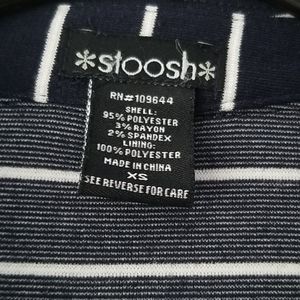 *stoosh*
RN#109644
SHELL:
95% POLYESTER
3% RAYON
2% SPANDEX
LINING:
100% POLYESTER
MADE IN CHINA
XS
SEE REVERSE FOR CARE